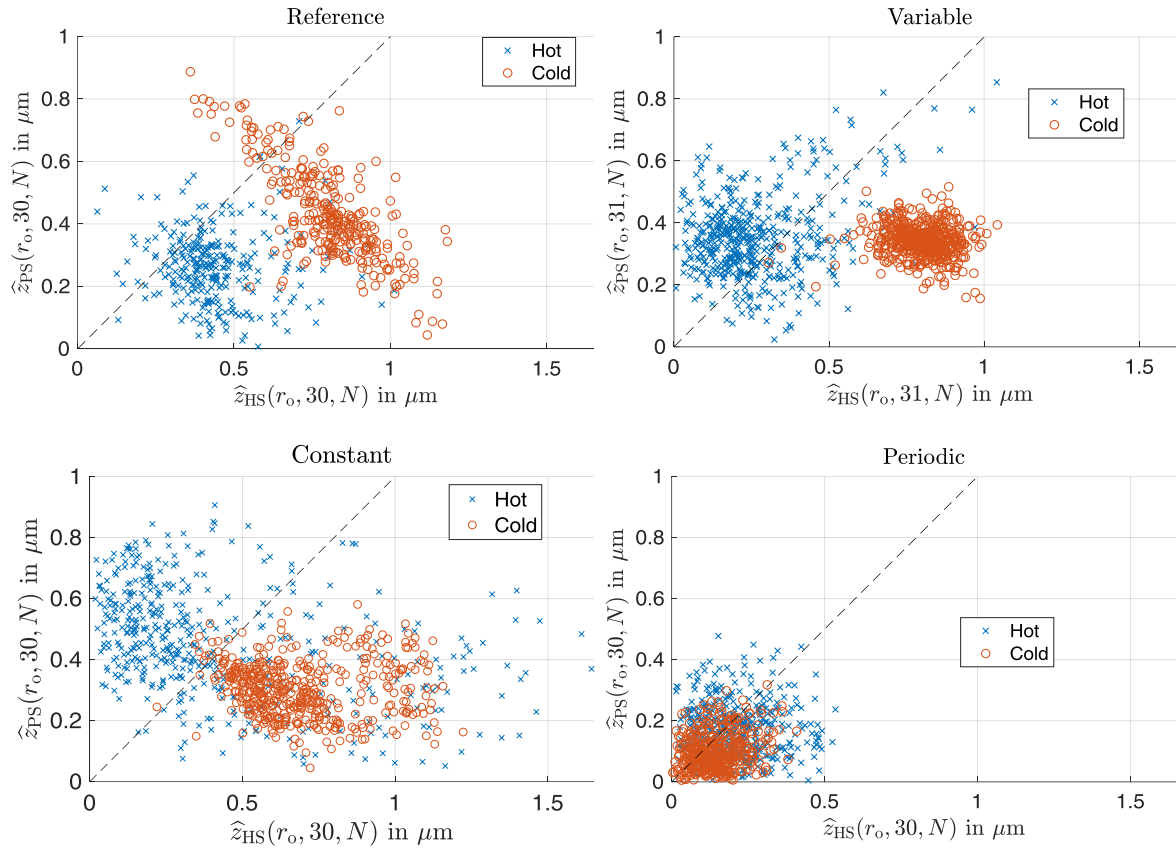 Reference
1
0.8
0.6
0.4
0.2
0
0
0.5
1
1.5
Hot
Cold
ẑ_PS(r_o, 30, N) in μm
ẑ_HS(r_o, 30, N) in μm
Variable
1
0.8
0.6
0.4
0.2
0
0
0.5
1
1.5
Hot
Cold
ẑ_PS(r_o, 31, N) in μm
ẑ_HS(r_o, 31, N) in μm
Constant
1
0.8
0.6
0.4
0.2
0
0
0.5
1
1.5
Hot
Cold
ẑ_PS(r_o, 30, N) in μm
ẑ_HS(r_o, 30, N) in μm
Periodic
1
0.8
0.6
0.4
0.2
0
0
0.5
1
1.5
Hot
Cold
ẑ_PS(r_o, 30, N) in μm
ẑ_HS(r_o, 30, N) in μm